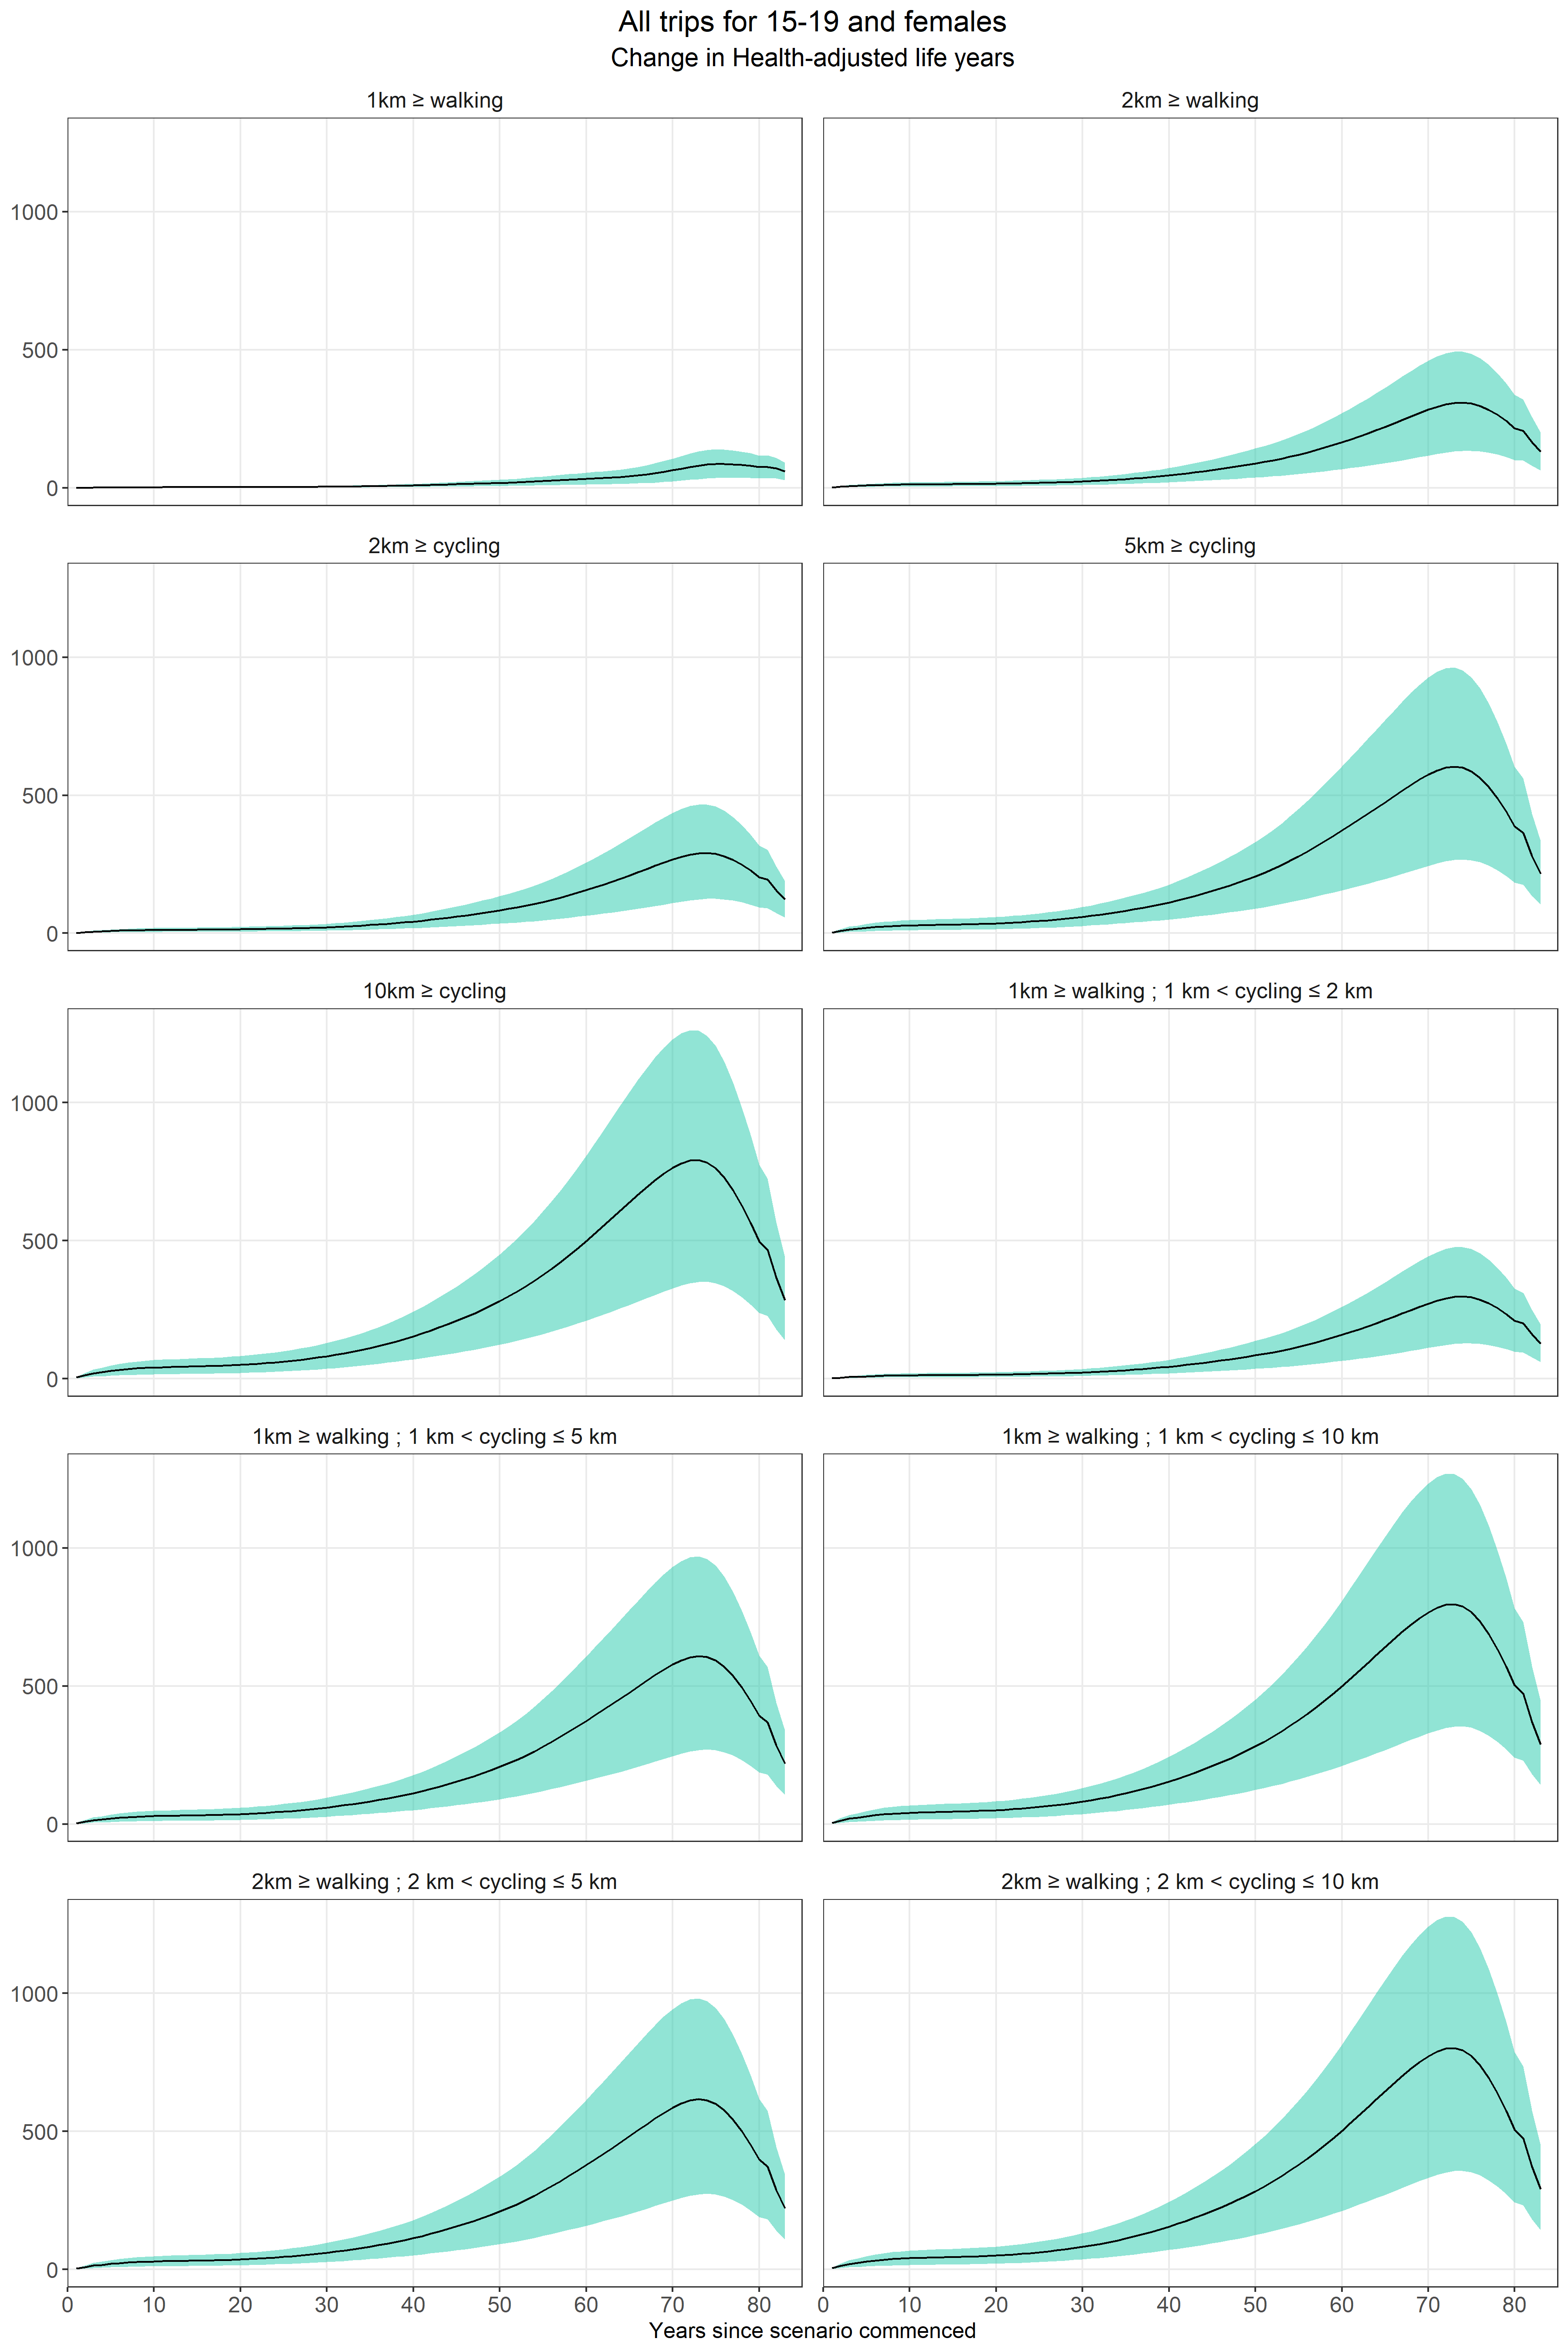 All trips for 15-19 and females
Change in Health-adjusted life years
1km ≥ walking
2km ≥ walking
1000
500
0
2km ≥ cycling
5km ≥ cycling
1000
500
0
10km ≥ cycling
1km ≥ walking ; 1 km < cycling ≤ 2 km
1000
500
0
1km ≥ walking ; 1 km < cycling ≤ 5 km
1km ≥ walking ; 1 km < cycling ≤ 10 km
1000
500
0
2km ≥ walking ; 2 km < cycling ≤ 5 km
2km ≥ walking ; 2 km < cycling ≤ 10 km
1000
500
0
0 10 20 30 40 50 60 70 80
0 10 20 30 40 50 60 70 80
Years since scenario commenced